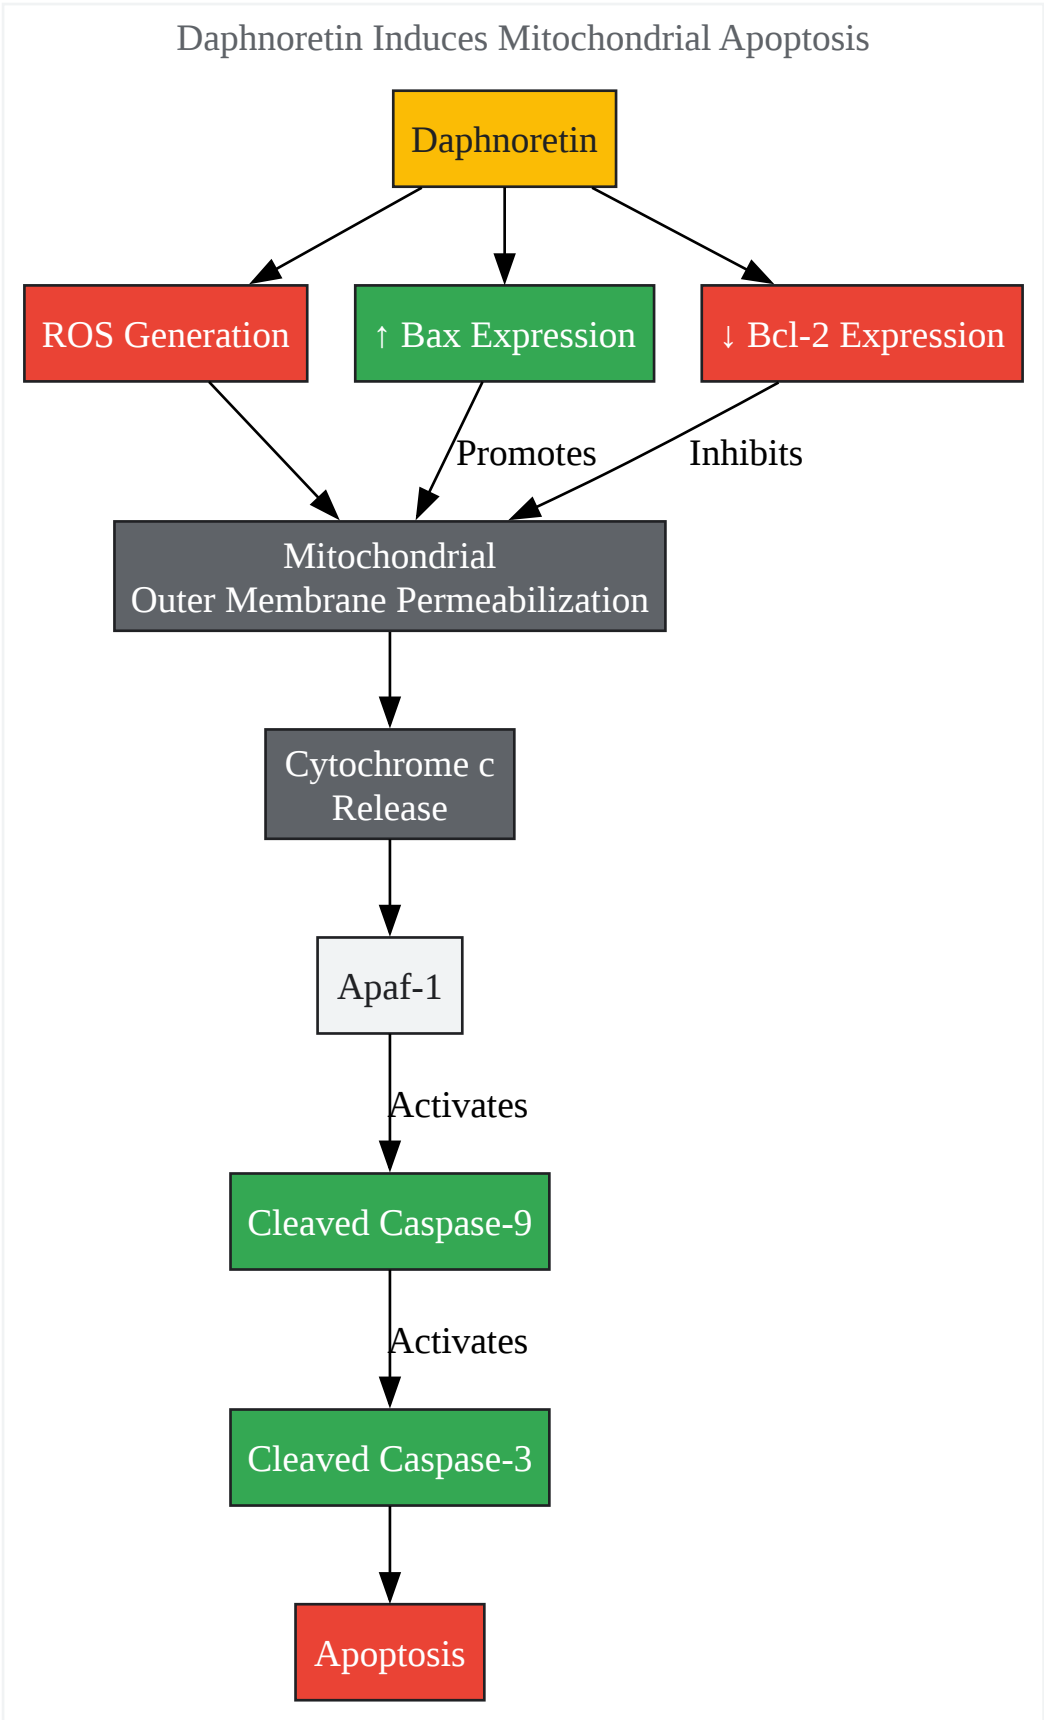 Daphnoretin Induces Mitochondrial Apoptosis
Daphnoretin
ROS Generation
↑ Bax Expression
↓ Bcl-2 Expression
Promotes
Inhibits
Mitochondrial
Outer Membrane Permeabilization
Cytochrome c
Release
Apaf-1
Activates
Cleaved Caspase-9
Activates
Cleaved Caspase-3
Apoptosis